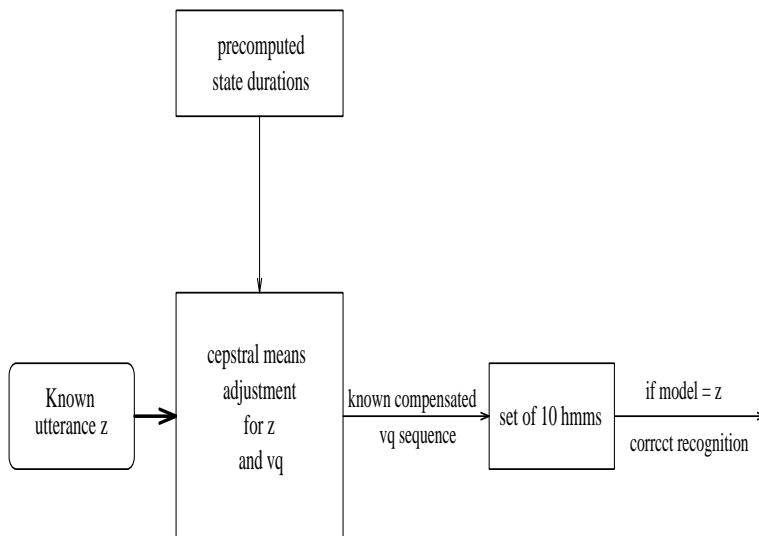 precomputed
state durations
cepstral means
adjustment
for z
and vq
Known
utterance z
known compensated
vq sequence
set of 10 hmms
if model = z
corrcct recognition